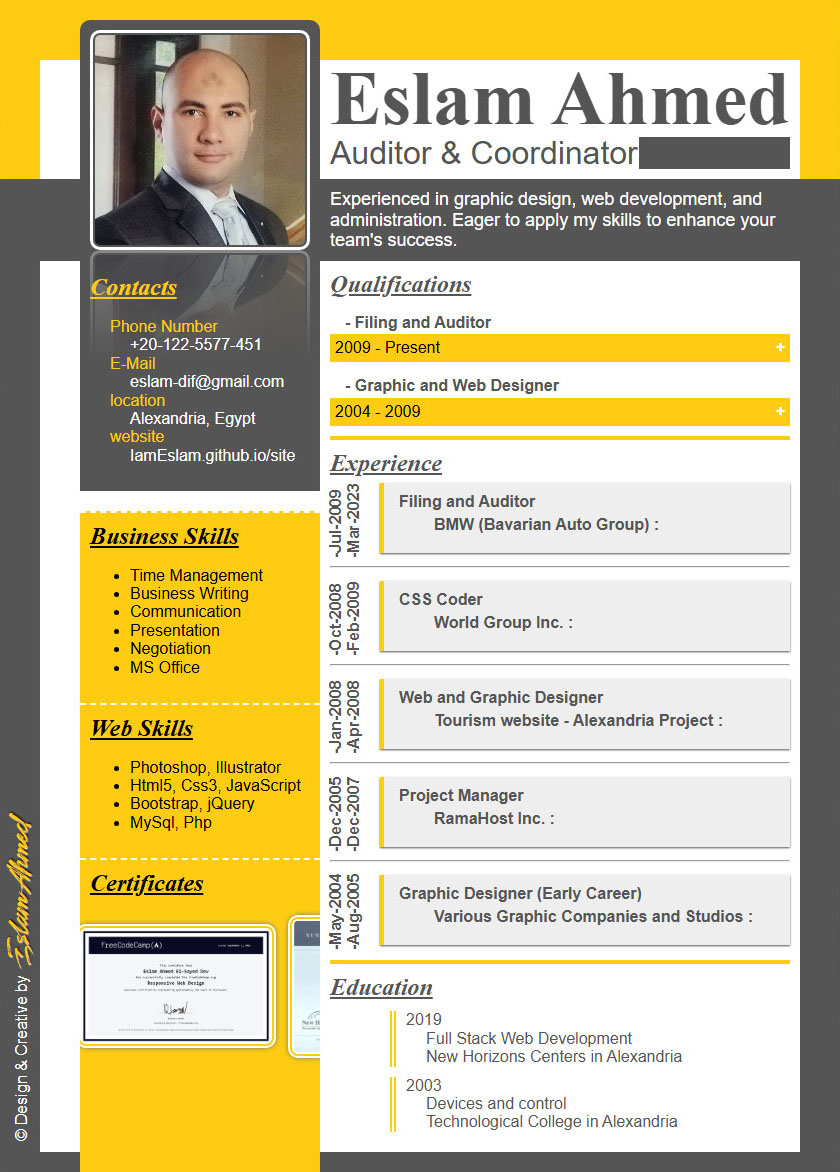 Eslam Ahmed
Auditor & Coordinator
Experienced in graphic design, web development, and
administration. Eager to apply my skills to enhance your
team's success.
Contacts
Phone Number
+20-122-5577-451
E-Mail
eslam-dif@gmail.com
location
Alexandria, Egypt
website
IamEslam.github.io/site
Business Skills
• Time Management
• Business Writing
• Communication
• Presentation
• Negotiation
• MS Office
Web Skills
• Photoshop, Illustrator
• Html5, Css3, JavaScript
• Bootstrap, jQuery
• MySql, Php
Certificates
freeCodeCamp(A)
Eslam Ahmed El-Sayed Dev
Responsive Web Design
Qualifications
- Filing and Auditor
2009 - Present +
- Graphic and Web Designer
2004 - 2009 +
Experience
-Jul-2009
-Mar-2023
Filing and Auditor
BMW (Bavarian Auto Group) :
-Oct-2008
-Feb-2009
CSS Coder
World Group Inc. :
-Jan-2008
-Apr-2008
Web and Graphic Designer
Tourism website - Alexandria Project :
-Dec-2005
-Dec-2007
Project Manager
RamaHost Inc. :
-May-2004
-Aug-2005
Graphic Designer (Early Career)
Various Graphic Companies and Studios :
Education
2019
Full Stack Web Development
New Horizons Centers in Alexandria
2003
Devices and control
Technological College in Alexandria
© Design & Creative by Eslam Ahmed